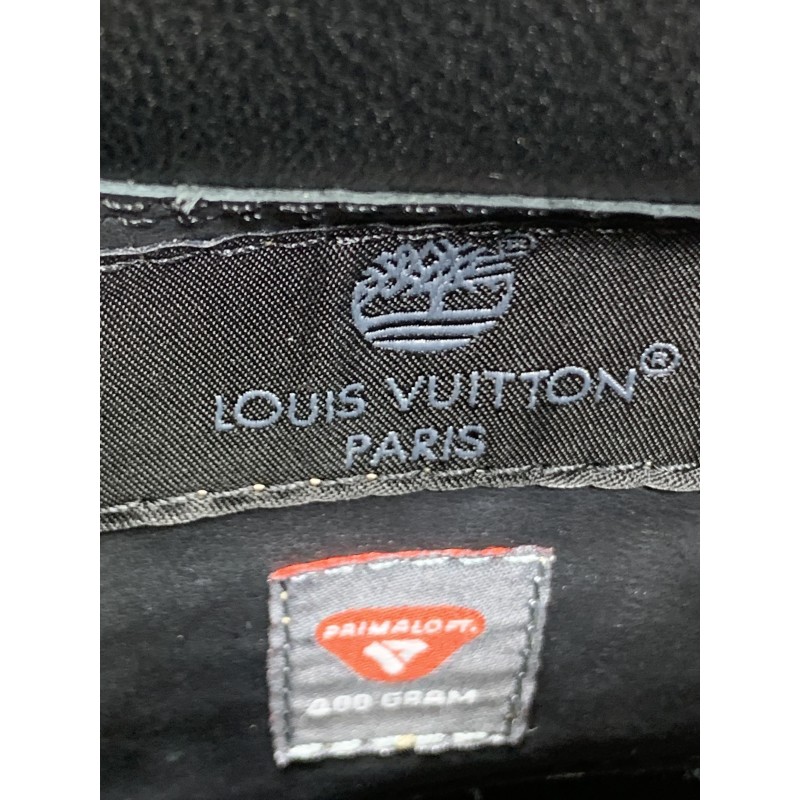 ®
LOUIS VUITTON®
PARIS
PRIMALOFT.
400 GRAM